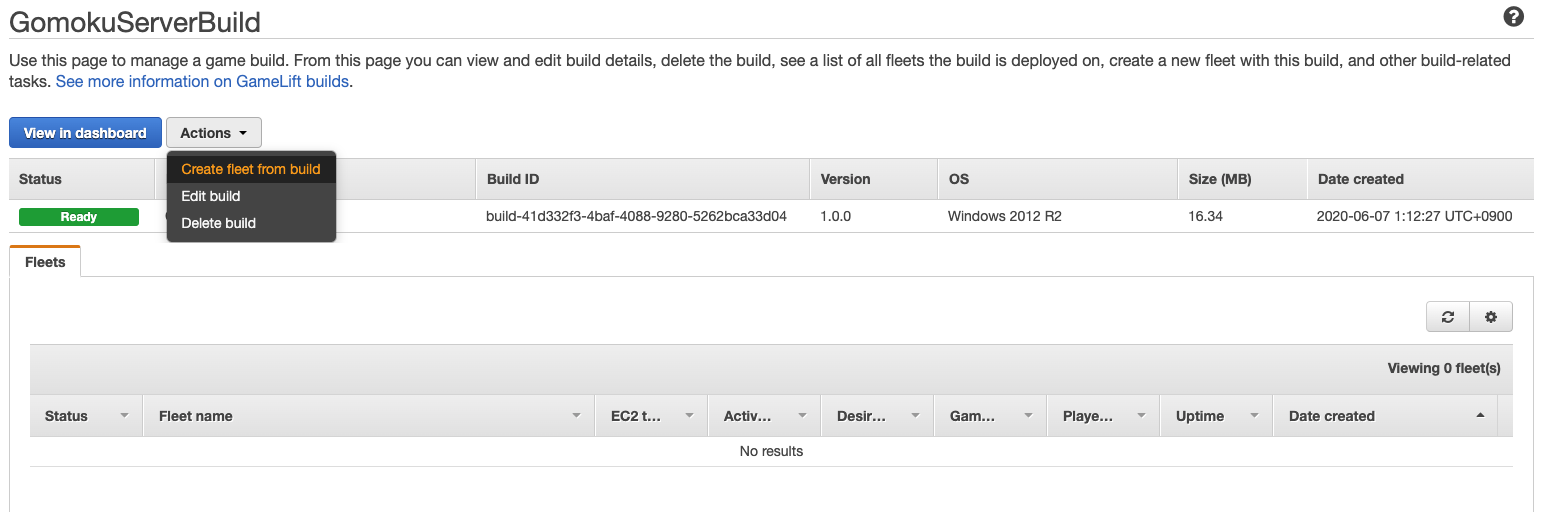 GomokuServerBuild
Use this page to manage a game build. From this page you can view and edit build details, delete the build, see a list of all fleets the build is deployed on, create a new fleet with this build, and other build-related
tasks. See more information on GameLift builds.
View in dashboard Actions
Create fleet from build
Edit build
Delete build
Status Build ID Version OS Size (MB) Date created
Ready build-41d332f3-4baf-4088-9280-5262bca33d04 1.0.0 Windows 2012 R2 16.34 2020-06-07 1:12:27 UTC+0900
Fleets
Viewing 0 fleet(s)
Status Fleet name EC2 t... Activ... Desir... Gam... Playe... Uptime Date created
No results